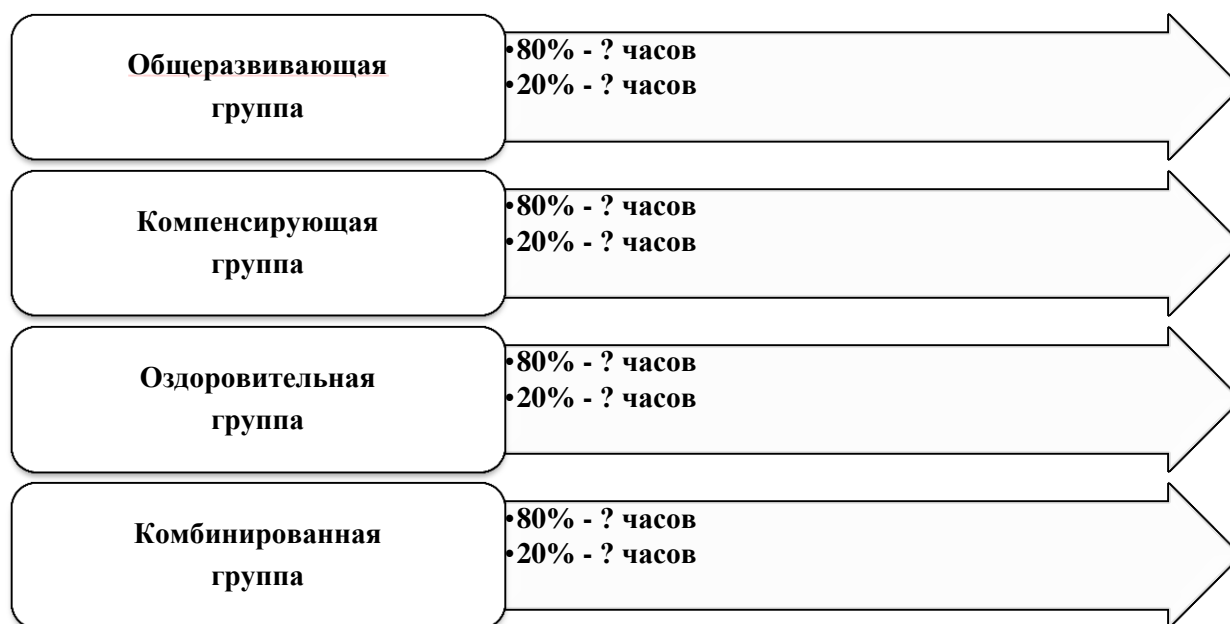 Общеразвивающая
группа
•80% - ? часов
•20% - ? часов
Компенсирующая
группа
•80% - ? часов
•20% - ? часов
Оздоровительная
группа
•80% - ? часов
•20% - ? часов
Комбинированная
группа
•80% - ? часов
•20% - ? часов